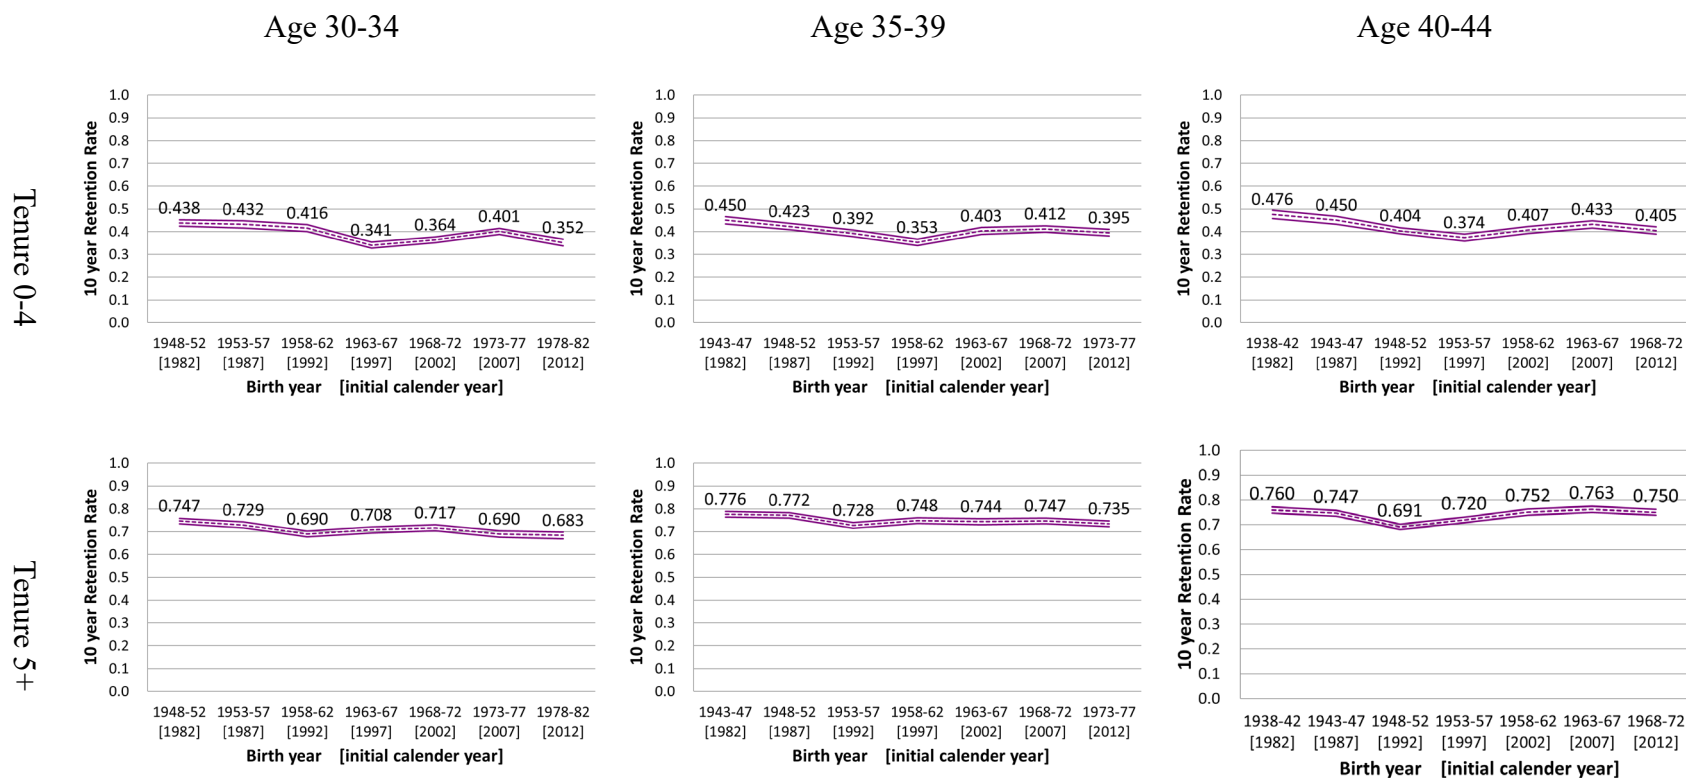 Age 30-34
Age 35-39
Age 40-44
Tenure 0-4
10 year Retention Rate
1.0
0.9
0.8
0.7
0.6
0.5
0.4
0.3
0.2
0.1
0.0
0.438 0.432 0.416 0.341 0.364 0.401 0.352
1948-52 1953-57 1958-62 1963-67 1968-72 1973-77 1978-82
[1982] [1987] [1992] [1997] [2002] [2007] [2012]
Birth year [initial calender year]
10 year Retention Rate
1.0
0.9
0.8
0.7
0.6
0.5
0.4
0.3
0.2
0.1
0.0
0.450 0.423 0.392 0.353 0.403 0.412 0.395
1943-47 1948-52 1953-57 1958-62 1963-67 1968-72 1973-77
[1982] [1987] [1992] [1997] [2002] [2007] [2012]
Birth year [initial calender year]
10 year Retention Rate
1.0
0.9
0.8
0.7
0.6
0.5
0.4
0.3
0.2
0.1
0.0
0.476 0.450 0.404 0.374 0.407 0.433 0.405
1938-42 1943-47 1948-52 1953-57 1958-62 1963-67 1968-72
[1982] [1987] [1992] [1997] [2002] [2007] [2012]
Birth year [initial calender year]
Tenure 5+
10 year Retention Rate
1.0
0.9
0.8
0.7
0.6
0.5
0.4
0.3
0.2
0.1
0.0
0.747 0.729 0.690 0.708 0.717 0.690 0.683
1948-52 1953-57 1958-62 1963-67 1968-72 1973-77 1978-82
[1982] [1987] [1992] [1997] [2002] [2007] [2012]
Birth year [initial calender year]
10 year Retention Rate
1.0
0.9
0.8
0.7
0.6
0.5
0.4
0.3
0.2
0.1
0.0
0.776 0.772 0.728 0.748 0.744 0.747 0.735
1943-47 1948-52 1953-57 1958-62 1963-67 1968-72 1973-77
[1982] [1987] [1992] [1997] [2002] [2007] [2012]
Birth year [initial calender year]
10 year Retention Rate
1.0
0.9
0.8
0.7
0.6
0.5
0.4
0.3
0.2
0.1
0.0
0.760 0.747 0.691 0.720 0.752 0.763 0.750
1938-42 1943-47 1948-52 1953-57 1958-62 1963-67 1968-72
[1982] [1987] [1992] [1997] [2002] [2007] [2012]
Birth year [initial calender year]